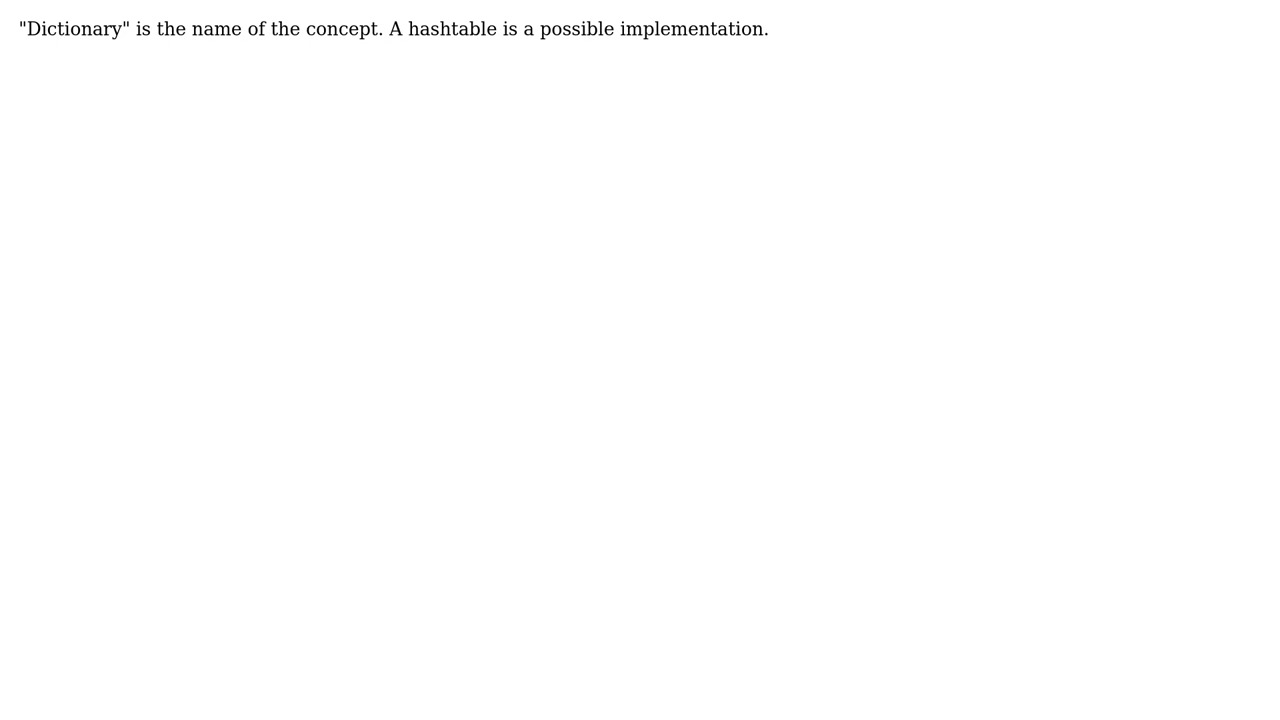 "Dictionary" is the name of the concept. A hashtable is a possible implementation.